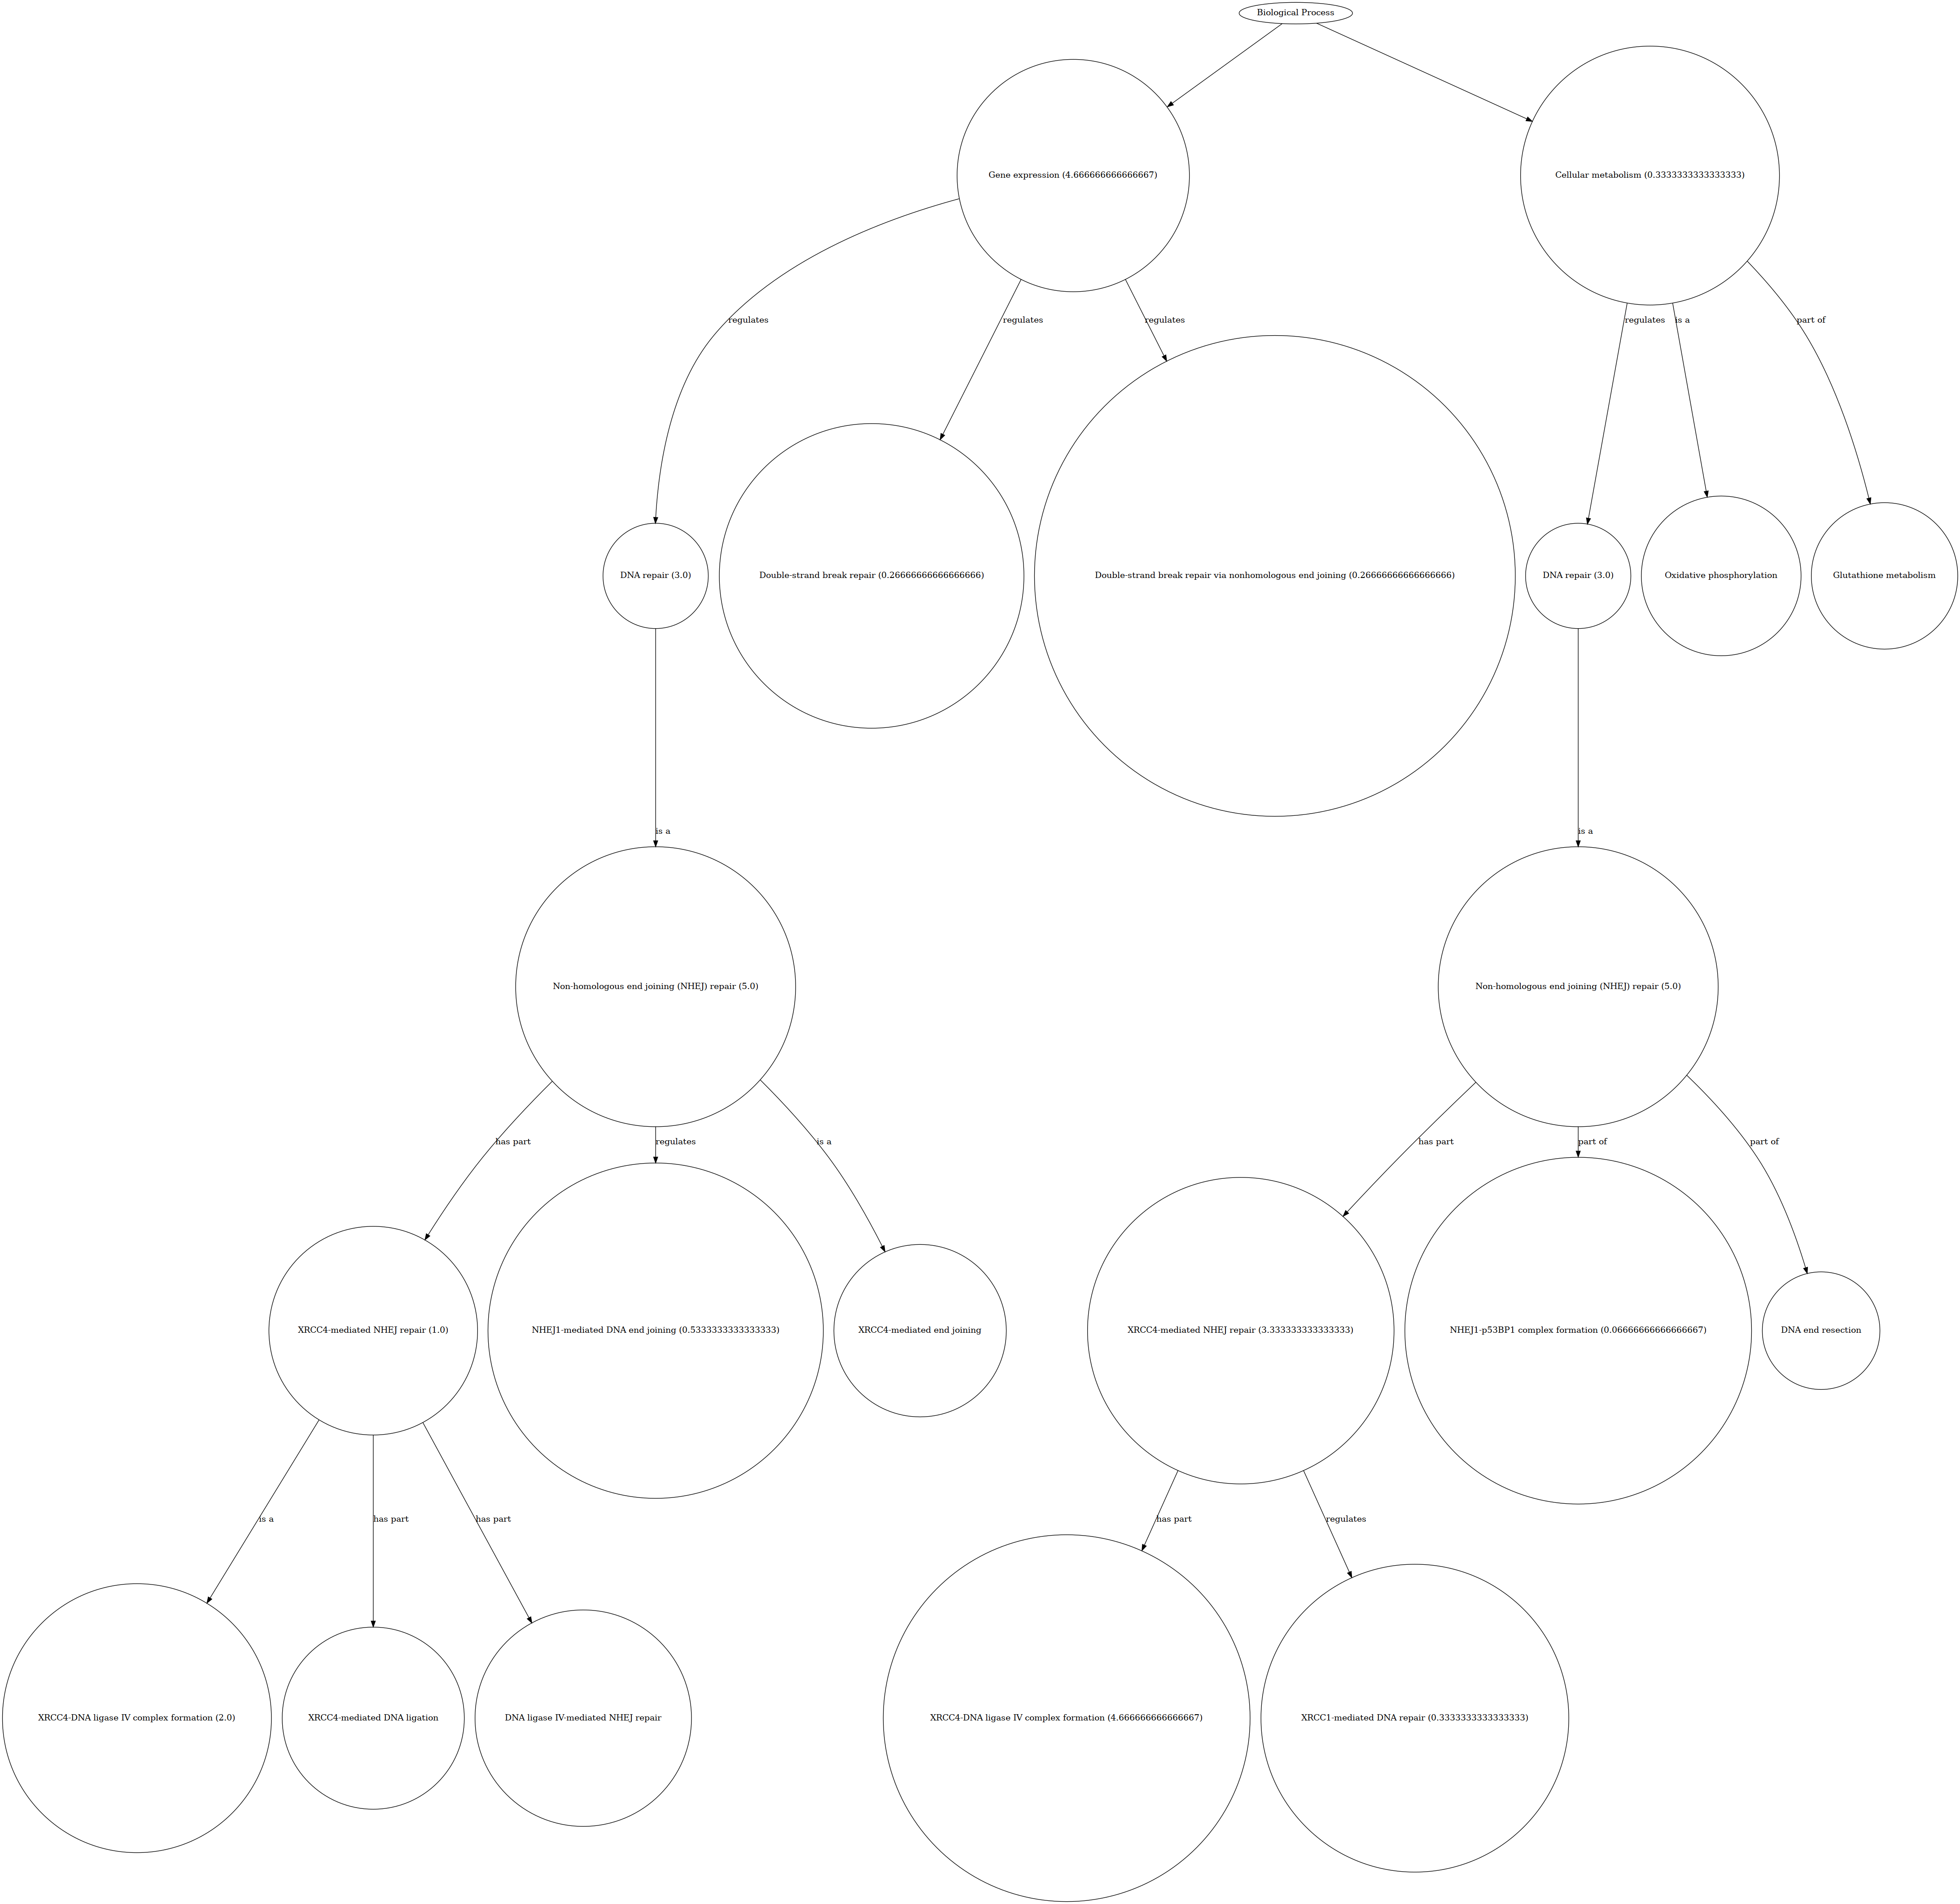 Biological Process
Gene expression (4.666666666666667)
Cellular metabolism (0.3333333333333333)
regulates
regulates
regulates
regulates
is a
part of
DNA repair (3.0)
Double-strand break repair (0.26666666666666666)
Double-strand break repair via nonhomologous end joining (0.26666666666666666)
DNA repair (3.0)
Oxidative phosphorylation
Glutathione metabolism
is a
is a
Non-homologous end joining (NHEJ) repair (5.0)
Non-homologous end joining (NHEJ) repair (5.0)
has part
regulates
is a
has part
part of
part of
XRCC4-mediated NHEJ repair (1.0)
NHEJ1-mediated DNA end joining (0.5333333333333333)
XRCC4-mediated end joining
XRCC4-mediated NHEJ repair (3.333333333333333)
NHEJ1-p53BP1 complex formation (0.06666666666666667)
DNA end resection
is a
has part
has part
has part
regulates
XRCC4-DNA ligase IV complex formation (2.0)
XRCC4-mediated DNA ligation
DNA ligase IV-mediated NHEJ repair
XRCC4-DNA ligase IV complex formation (4.666666666666667)
XRCC1-mediated DNA repair (0.3333333333333333)